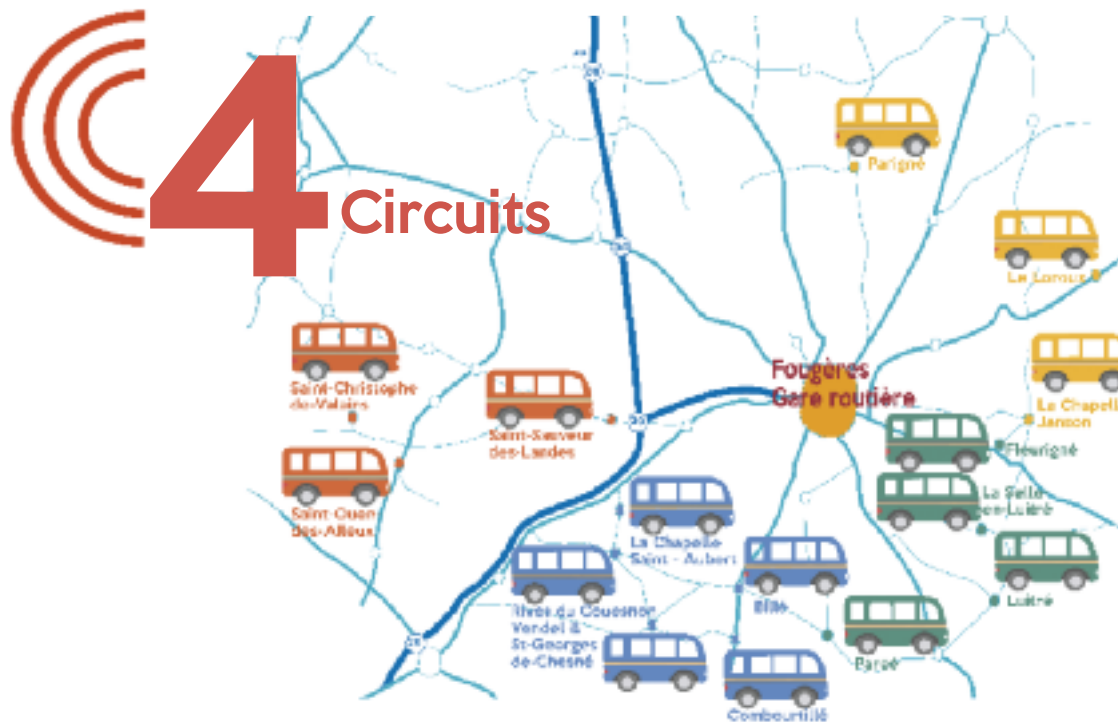 4
Circuits
Parigné
Le Loroux
Fougères
Gare routière
Saint-Christophe
de-Valains
La Chapelle
Janson
Saint-Sauveur
des-Landes
Fleurigné
La Selle
en-Luitré
Saint-Ouen
des-Alleux
La Chapelle
Saint - Aubert
Luitré
Billé
Rives du Couesnon
Vendel &
St-Georges
de-Chesné
Parcé
Combourtillé